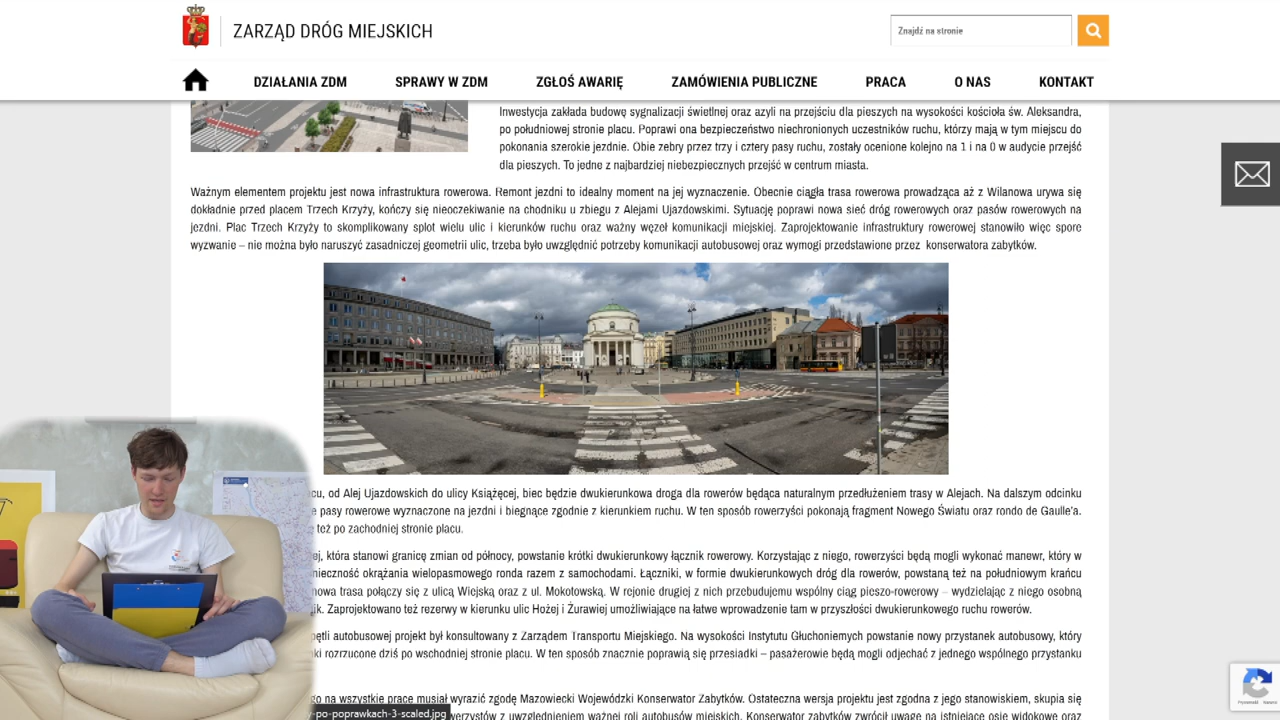 ZARZĄD DRÓG MIEJSKICH
Znajdź na stronie
DZIAŁANIA ZDM
SPRAWY W ZDM
ZGŁOŚ AWARIĘ
ZAMÓWIENIA PUBLICZNE
PRACA
O NAS
KONTAKT
Inwestycja zakłada budowę sygnalizacji świetlnej oraz azyli na przejściu dla pieszych na wysokości kościoła św. Aleksandra,
po południowej stronie placu. Poprawi ona bezpieczeństwo niechronionych uczestników ruchu, którzy mają w tym miejscu do
pokonania szerokie jezdnie. Obie zebry przez trzy i cztery pasy ruchu, zostały ocenione kolejno na 1 i na 0 w audycie przejść
dla pieszych. To jedne z najbardziej niebezpiecznych przejść w centrum miasta.
Ważnym elementem projektu jest nowa infrastruktura rowerowa. Remont jezdni to idealny moment na jej wyznaczenie. Obecnie ciągła trasa rowerowa prowadząca aż z Wilanowa urywa się
dokładnie przed placem Trzech Krzyży, kończy się nieoczekiwanie na chodniku u zbiegu z Alejami Ujazdowskimi. Sytuację poprawi nowa sieć dróg rowerowych oraz pasów rowerowych na
jezdni. Plac Trzech Krzyży to skomplikowany splot wielu ulic i kierunków ruchu oraz ważny węzeł komunikacji miejskiej. Zaprojektowanie infrastruktury rowerowej stanowiło więc spore
wyzwanie – nie można było naruszyć zasadniczej geometrii ulic, trzeba było uwzględnić potrzeby komunikacji autobusowej oraz wymogi przedstawione przez konserwatora zabytków.
cu, od Alej Ujazdowskich do ulicy Książęcej, biec będzie dwukierunkowa droga dla rowerów będąca naturalnym przedłużeniem trasy w Alejach. Na dalszym odcinku
pasy rowerowe wyznaczone na jezdni i biegnące zgodnie z kierunkiem ruchu. W ten sposób rowerzyści pokonają fragment Nowego Światu oraz rondo de Gaulle'a.
też po zachodniej stronie placu.
ej, która stanowi granicę zmian od północy, powstanie krótki dwukierunkowy łącznik rowerowy. Korzystając z niego, rowerzyści będą mogli wykonać manewr, który w
nieczność okrążania wielopasmowego ronda razem z samochodami. Łączniki, w formie dwukierunkowych dróg dla rowerów, powstaną też na południowym krańcu
nowa trasa połączy się z ulicą Wiejską oraz z ul. Mokotowską. W rejonie drugiej z nich przebudujemy wspólny ciąg pieszo-rowerowy – wydzielając z niego osobną
ik. Zaprojektowano też rezerwy w kierunku ulic Hożej i Żurawiej umożliwiające na łatwe wprowadzenie tam w przyszłości dwukierunkowego ruchu rowerów.
pętli autobusowej projekt był konsultowany z Zarządem Transportu Miejskiego. Na wysokości Instytutu Głuchoniemych powstanie nowy przystanek autobusowy, który
ki rozrzucone dziś po wschodniej stronie placu. W ten sposób znacznie poprawią się przesiadki – pasażerowie będą mogli odjechać z jednego wspólnego przystanku
go na wszystkie prace musiał wyrazić zgodę Mazowiecki Wojewódzki Konserwator Zabytków. Ostateczna wersja projektu jest zgodna z jego stanowiskiem, skupia się
-po-poprawkach-3-scaled.jpg
werzystów z uwzględnieniem ważnej roli autobusów miejskich. Konserwator zabytków zwrócił uwagę na istniejące osie widokowe oraz